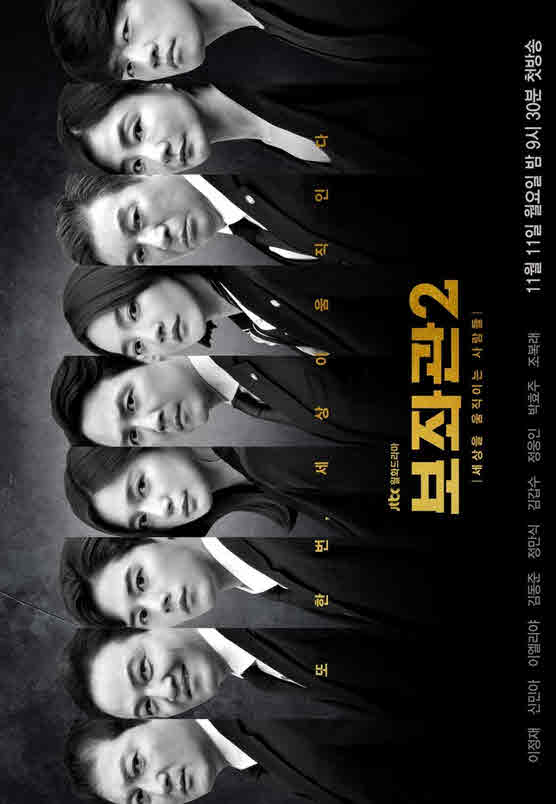 또 한 번, 세상이 움직인다
jtbc 월화드라마
보좌관2
|세상을 움직이는 사람들|
이정재 신민아 이엘리야 김동준 정만식 김갑수 정웅인 박효주 조복래
11월 11일 월요일 밤 9시 30분 첫방송